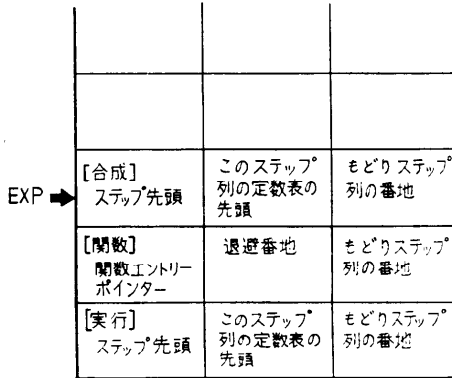 EXP
[合成]
ステップ先頭
このステップ
列の定数表の
先頭
もどりステップ
列の番地
[関数]
関数エントリー
ポインター
退避番地
もどりステップ
列の番地
[実行]
ステップ先頭
このステップ
列の定数表の
先頭
もどりステップ
列の番地